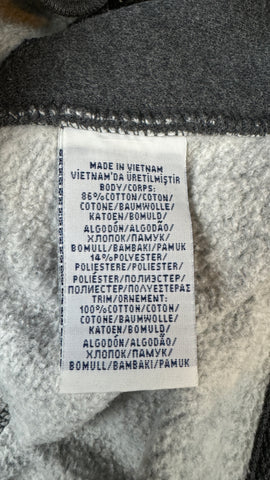 MADE IN VIETNAM
VİETNAM'DA ÜRETİLMİŞTİR
BODY/CORPS:
86%COTTON/COTON/
COTONE/BAUMWOLLE/
KATOEN/BOMULD/
ALGODÓN/ALGODÃO/
ХЛОПОК/ПАМУК/
BOMULL/BAMBAKI/PAMUK
14%POLYESTER/
POLIESTERE/POLIESTER/
POLIÉSTER/ПОЛИЭСТЕР/
ПОЛИЕСТЕР/ΠΟΛΥΕΣΤΕΡΑΣ
TRIM/ORNEMENT:
100%COTTON/COTON/
COTONE/BAUMWOLLE/
KATOEN/BOMULD/
ALGODÓN/ALGODÃO/
ХЛОПОК/ПАМУК/
BOMULL/BAMBAKI/PAMUK